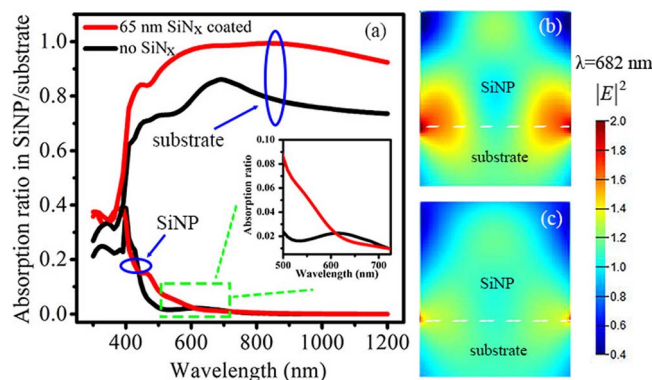 65 nm SiNx coated
no SiNx
(a)
Absorption ratio in SiNP/substrate
1.0
0.8
0.6
0.4
0.2
0.0
substrate
SiNP
Absorption ratio
0.10
0.08
0.06
0.04
0.02
500
600
700
Wavelength (nm)
400
600
800
1000
1200
Wavelength (nm)
(b)
SiNP
substrate
(c)
SiNP
substrate
λ=682 nm
|E|²
2.0
1.8
1.6
1.4
1.2
1.0
0.8
0.6
0.4